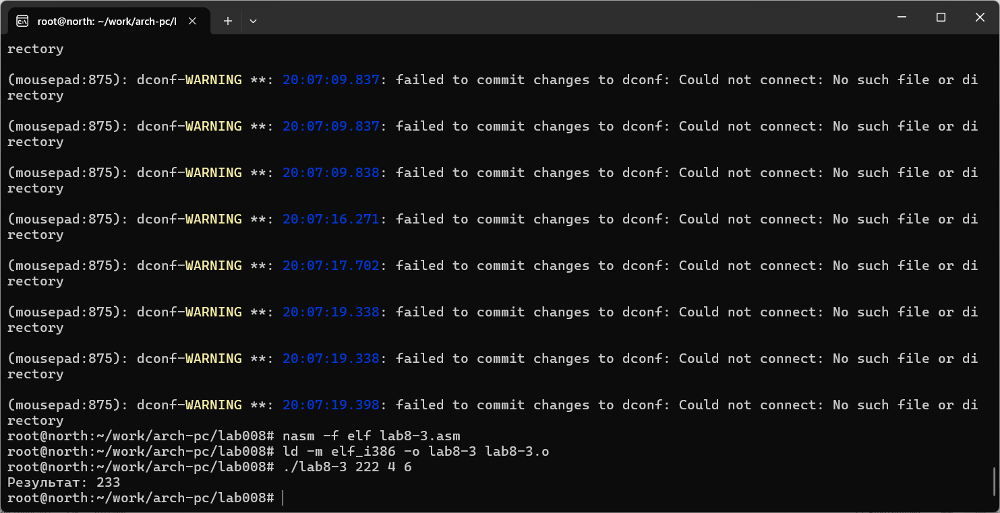 root@north: ~/work/arch-pc/l
rectory
(mousepad:875): dconf-WARNING **: 20:07:09.837: failed to commit changes to dconf: Could not connect: No such file or di
rectory
(mousepad:875): dconf-WARNING **: 20:07:09.837: failed to commit changes to dconf: Could not connect: No such file or di
rectory
(mousepad:875): dconf-WARNING **: 20:07:09.838: failed to commit changes to dconf: Could not connect: No such file or di
rectory
(mousepad:875): dconf-WARNING **: 20:07:16.271: failed to commit changes to dconf: Could not connect: No such file or di
rectory
(mousepad:875): dconf-WARNING **: 20:07:17.702: failed to commit changes to dconf: Could not connect: No such file or di
rectory
(mousepad:875): dconf-WARNING **: 20:07:19.338: failed to commit changes to dconf: Could not connect: No such file or di
rectory
(mousepad:875): dconf-WARNING **: 20:07:19.338: failed to commit changes to dconf: Could not connect: No such file or di
rectory
(mousepad:875): dconf-WARNING **: 20:07:19.398: failed to commit changes to dconf: Could not connect: No such file or di
rectory
root@north:~/work/arch-pc/lab008# nasm -f elf lab8-3.asm
root@north:~/work/arch-pc/lab008# ld -m elf_i386 -o lab8-3 lab8-3.o
root@north:~/work/arch-pc/lab008# ./lab8-3 222 4 6
Результат: 233
root@north:~/work/arch-pc/lab008#